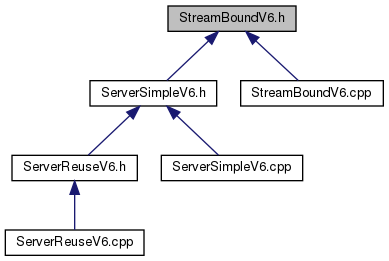 StreamBoundV6.h
ServerSimpleV6.h
StreamBoundV6.cpp
ServerReuseV6.h
ServerSimpleV6.cpp
ServerReuseV6.cpp